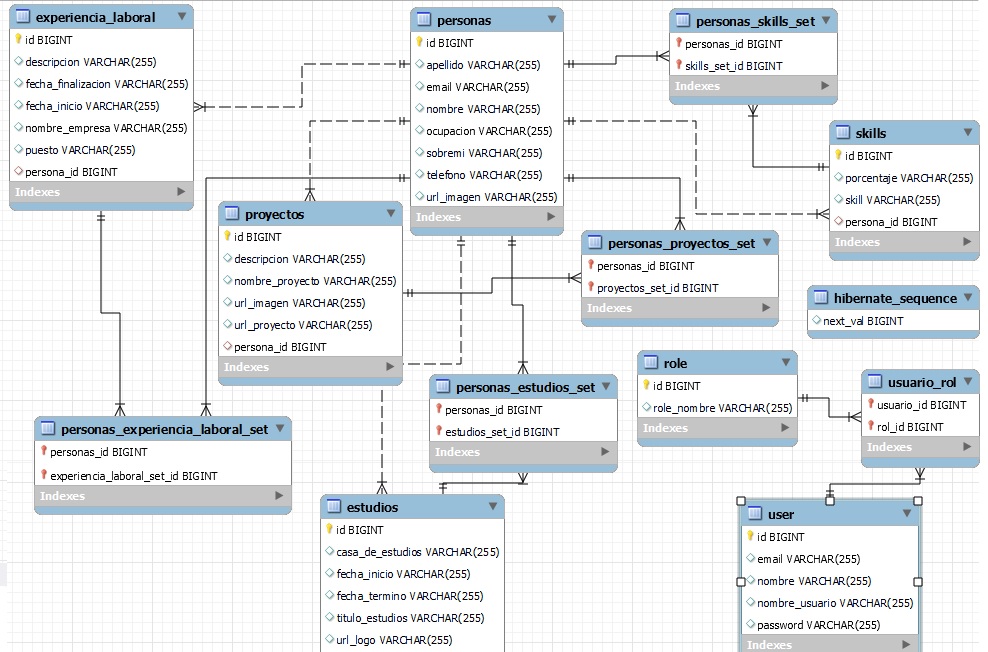 experiencia_laboral
id BIGINT
descripcion VARCHAR(255)
fecha_finalizacion VARCHAR(255)
fecha_inicio VARCHAR(255)
nombre_empresa VARCHAR(255)
puesto VARCHAR(255)
persona_id BIGINT
Indexes
personas
id BIGINT
apellido VARCHAR(255)
email VARCHAR(255)
nombre VARCHAR(255)
ocupacion VARCHAR(255)
sobremi VARCHAR(255)
telefono VARCHAR(255)
url_imagen VARCHAR(255)
Indexes
personas_skills_set
personas_id BIGINT
skills_set_id BIGINT
Indexes
skills
id BIGINT
porcentaje VARCHAR(255)
skill VARCHAR(255)
persona_id BIGINT
Indexes
proyectos
id BIGINT
descripcion VARCHAR(255)
nombre_proyecto VARCHAR(255)
url_imagen VARCHAR(255)
url_proyecto VARCHAR(255)
persona_id BIGINT
Indexes
personas_proyectos_set
personas_id BIGINT
proyectos_set_id BIGINT
Indexes
hibernate_sequence
next_val BIGINT
role
id BIGINT
role_nombre VARCHAR(255)
Indexes
usuario_rol
usuario_id BIGINT
rol_id BIGINT
Indexes
personas_estudios_set
personas_id BIGINT
estudios_set_id BIGINT
Indexes
personas_experiencia_laboral_set
personas_id BIGINT
experiencia_laboral_set_id BIGINT
Indexes
estudios
id BIGINT
casa_de_estudios VARCHAR(255)
fecha_inicio VARCHAR(255)
fecha_termino VARCHAR(255)
titulo_estudios VARCHAR(255)
url_logo VARCHAR(255)
user
id BIGINT
email VARCHAR(255)
nombre VARCHAR(255)
nombre_usuario VARCHAR(255)
password VARCHAR(255)
Indexes